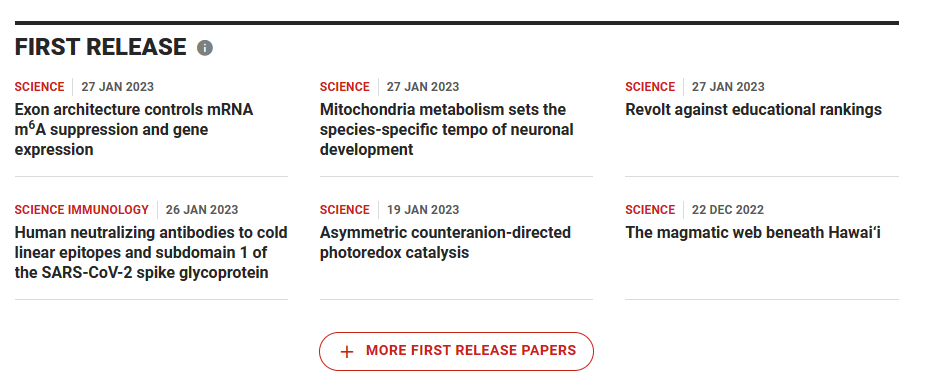 FIRST RELEASE
SCIENCE 27 JAN 2023
Exon architecture controls mRNA
m⁶A suppression and gene
expression
SCIENCE 27 JAN 2023
Mitochondria metabolism sets the
species-specific tempo of neuronal
development
SCIENCE 27 JAN 2023
Revolt against educational rankings
SCIENCE IMMUNOLOGY 26 JAN 2023
Human neutralizing antibodies to cold
linear epitopes and subdomain 1 of
the SARS-CoV-2 spike glycoprotein
SCIENCE 19 JAN 2023
Asymmetric counteranion-directed
photoredox catalysis
SCIENCE 22 DEC 2022
The magmatic web beneath Hawai‘i
+ MORE FIRST RELEASE PAPERS